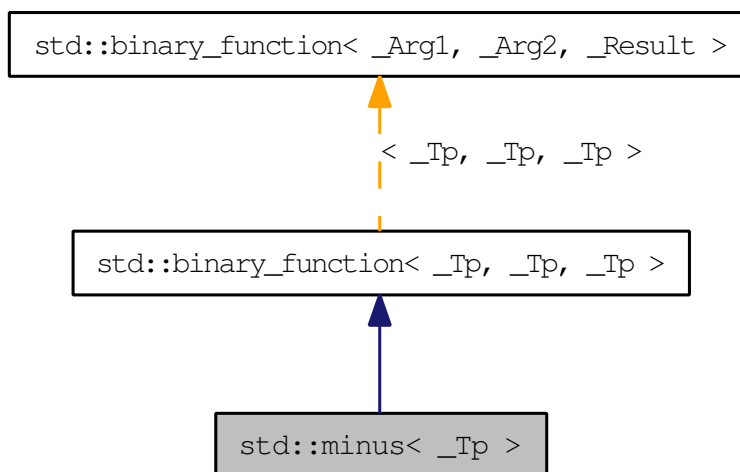 std::binary_function< _Arg1, _Arg2, _Result >
< _Tp, _Tp, _Tp >
std::binary_function< _Tp, _Tp, _Tp >
std::minus< _Tp >